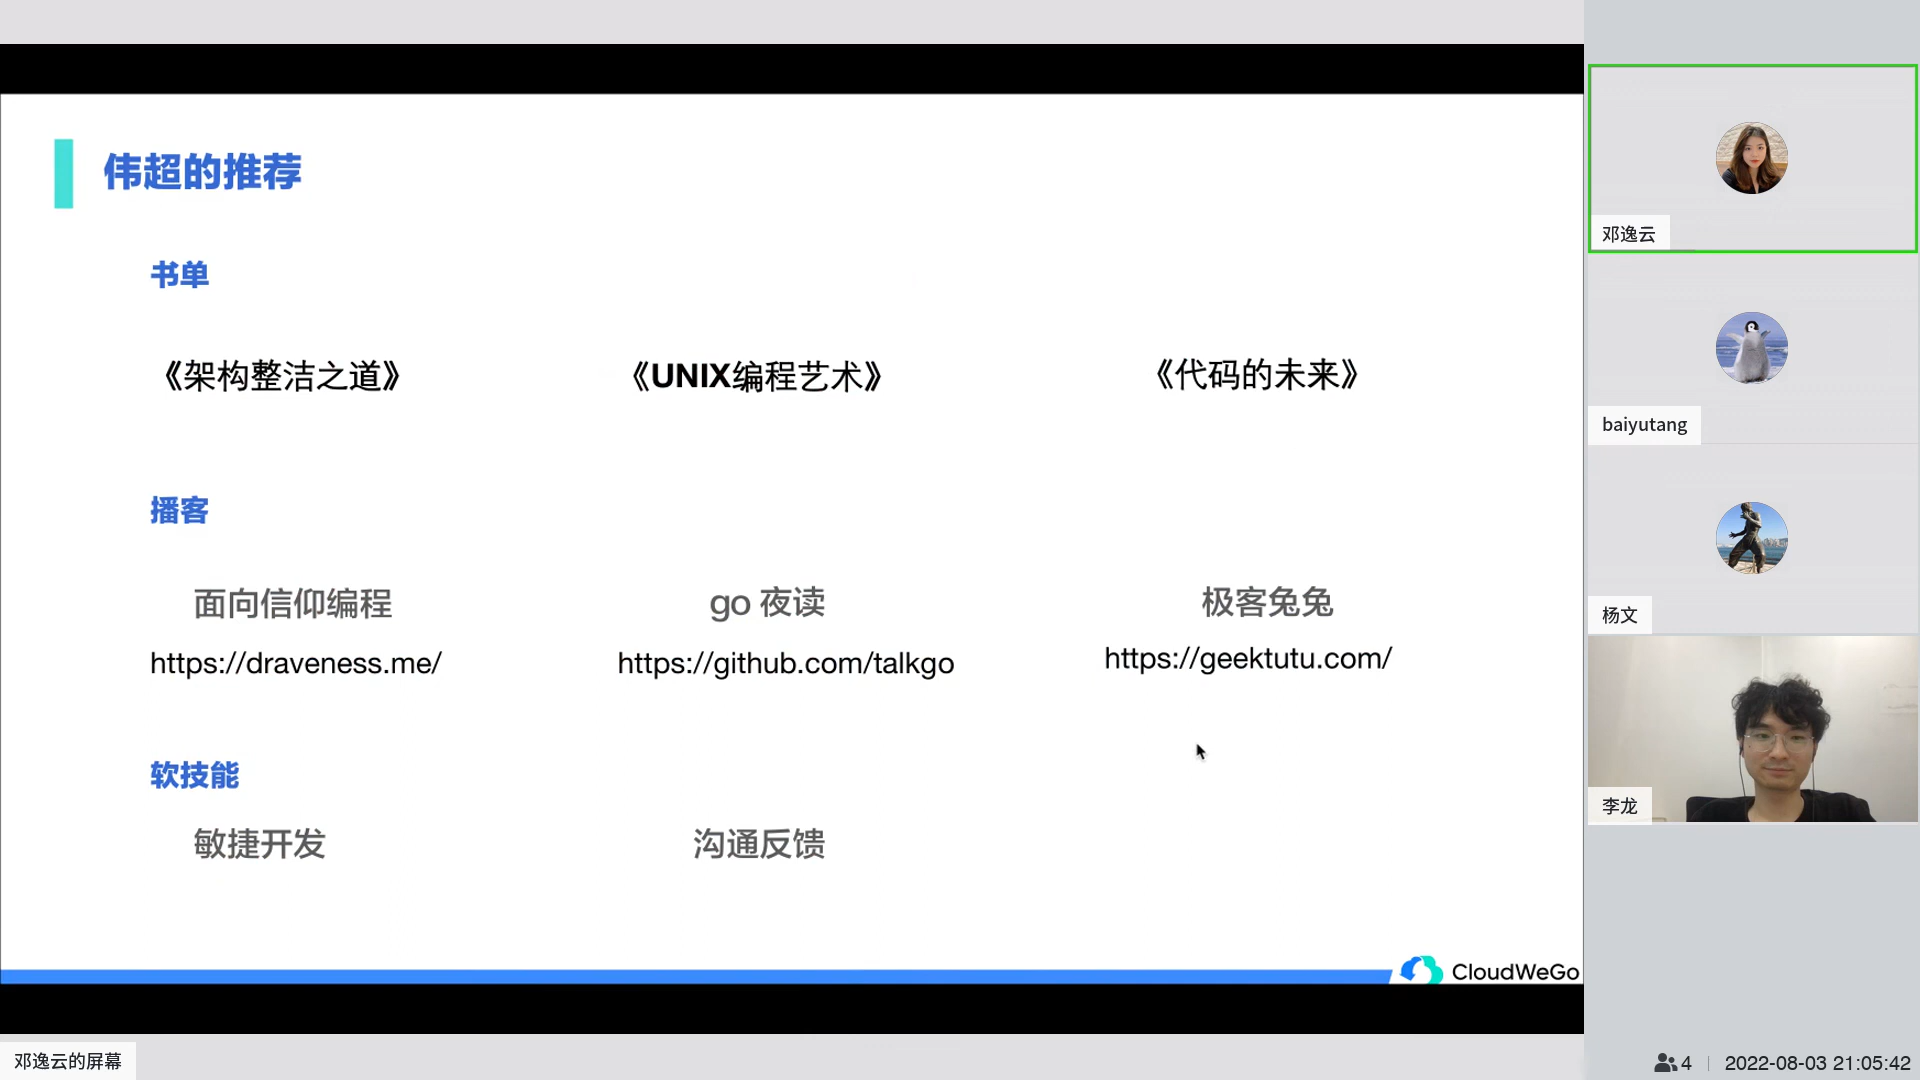 伟超的推荐
书单
《架构整洁之道》
《UNIX编程艺术》
《代码的未来》
播客
面向信仰编程
go 夜读
极客兔兔
https://draveness.me/
https://github.com/talkgo
https://geektutu.com/
软技能
敏捷开发
沟通反馈
CloudWeGo
邓逸云的屏幕
邓逸云
baiyutang
杨文
李龙
4
2022-08-03 21:05:42